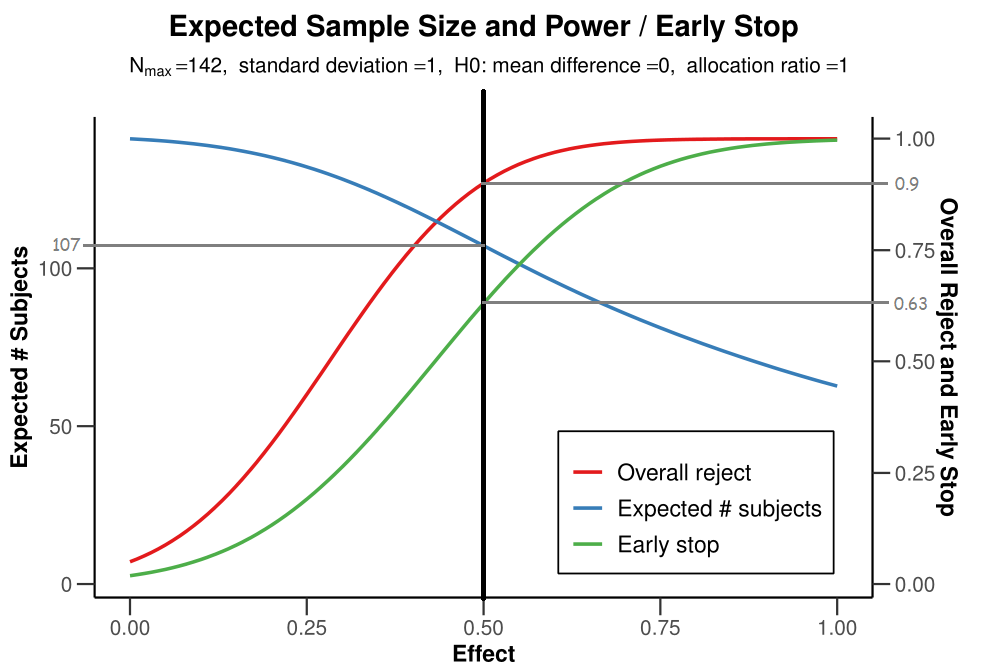 Expected Sample Size and Power / Early Stop
Nmax =142, standard deviation =1, H0: mean difference =0, allocation ratio =1
Expected # Subjects
107
100
50
0
1.00
0.9
0.75
0.63
0.50
0.25
0.00
Overall Reject and Early Stop
Overall reject
Expected # subjects
Early stop
0.00 0.25 0.50 0.75 1.00
Effect